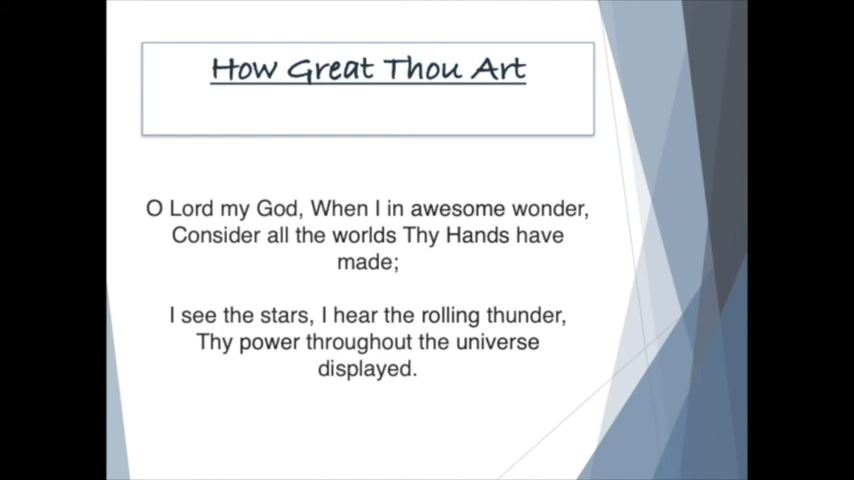 How Great Thou Art
O Lord my God, When I in awesome wonder,
Consider all the worlds Thy Hands have
made;
I see the stars, I hear the rolling thunder,
Thy power throughout the universe
displayed.